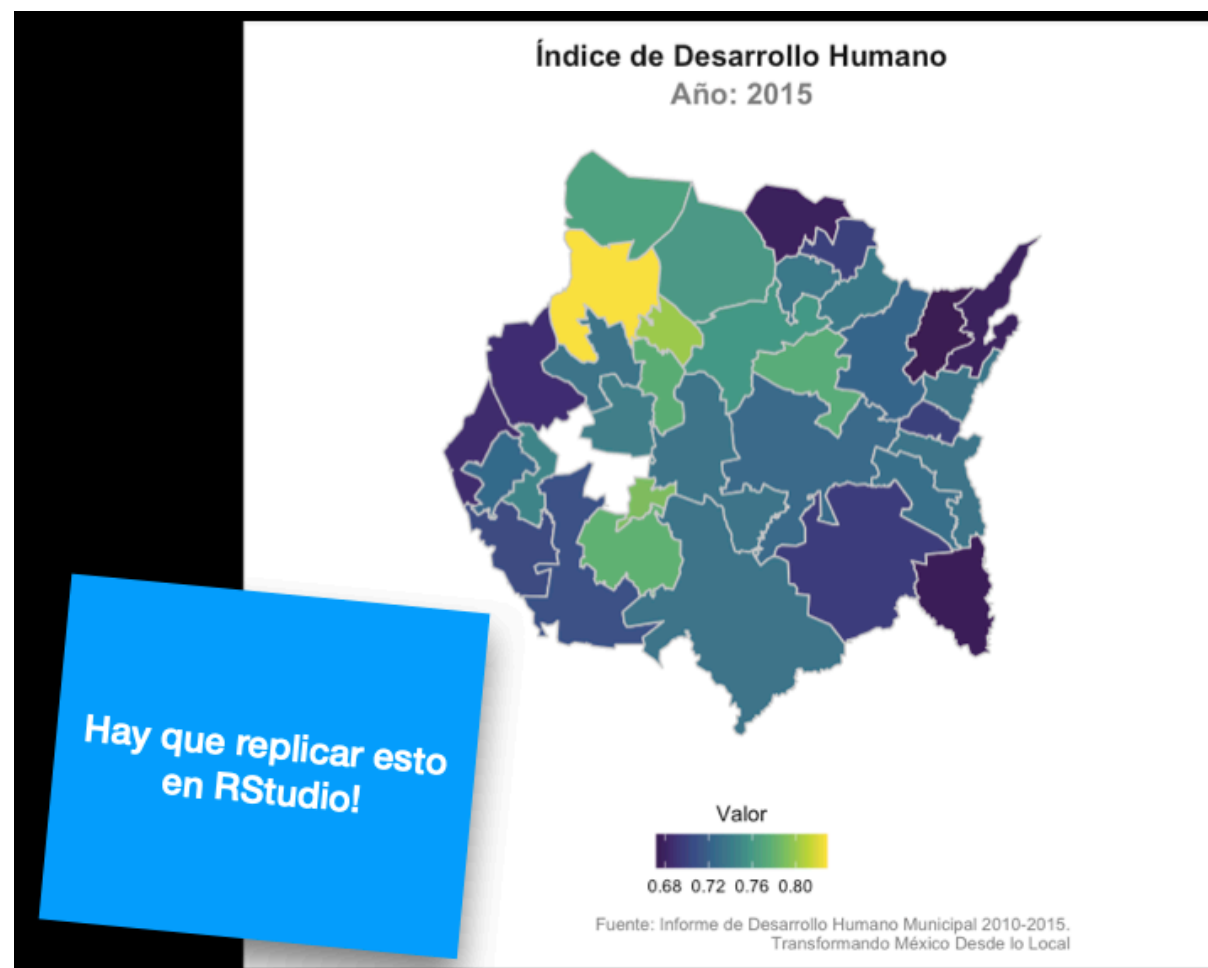 Índice de Desarrollo Humano
Año: 2015
Hay que replicar esto
en RStudio!
Valor
0.68 0.72 0.76 0.80
Fuente: Informe de Desarrollo Humano Municipal 2010-2015.
Transformando México Desde lo Local